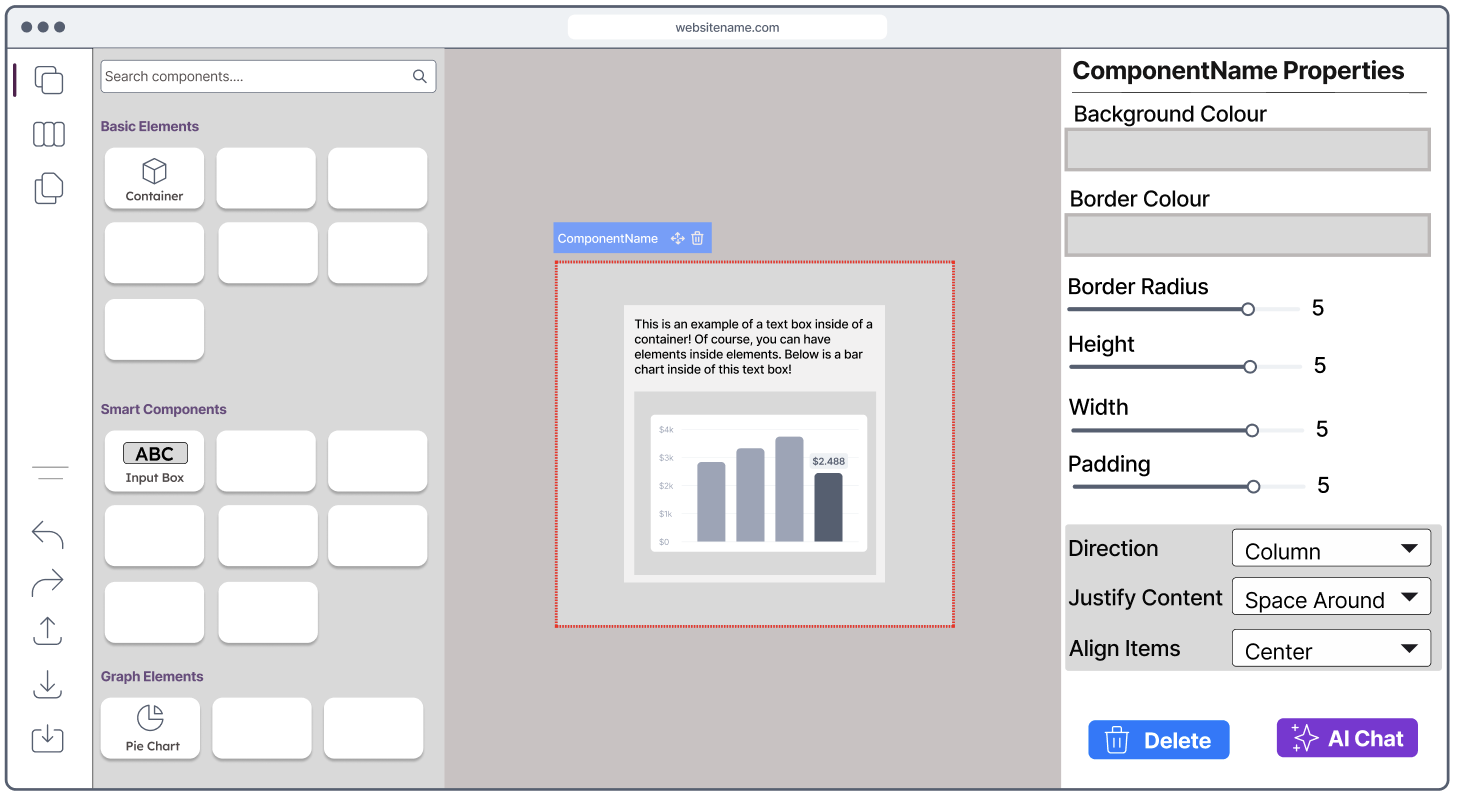 websitename.com
Search components....
Basic Elements
Container
Smart Components
ABC
Input Box
Graph Elements
Pie Chart
ComponentName
This is an example of a text box inside of a
container! Of course, you can have
elements inside elements. Below is a bar
chart inside of this text box!
$4k
$3k
$2.488
$2k
$1k
$0
ComponentName Properties
Background Colour
Border Colour
Border Radius
5
Height
5
Width
5
Padding
5
Direction
Column
Justify Content
Space Around
Align Items
Center
Delete
AI Chat